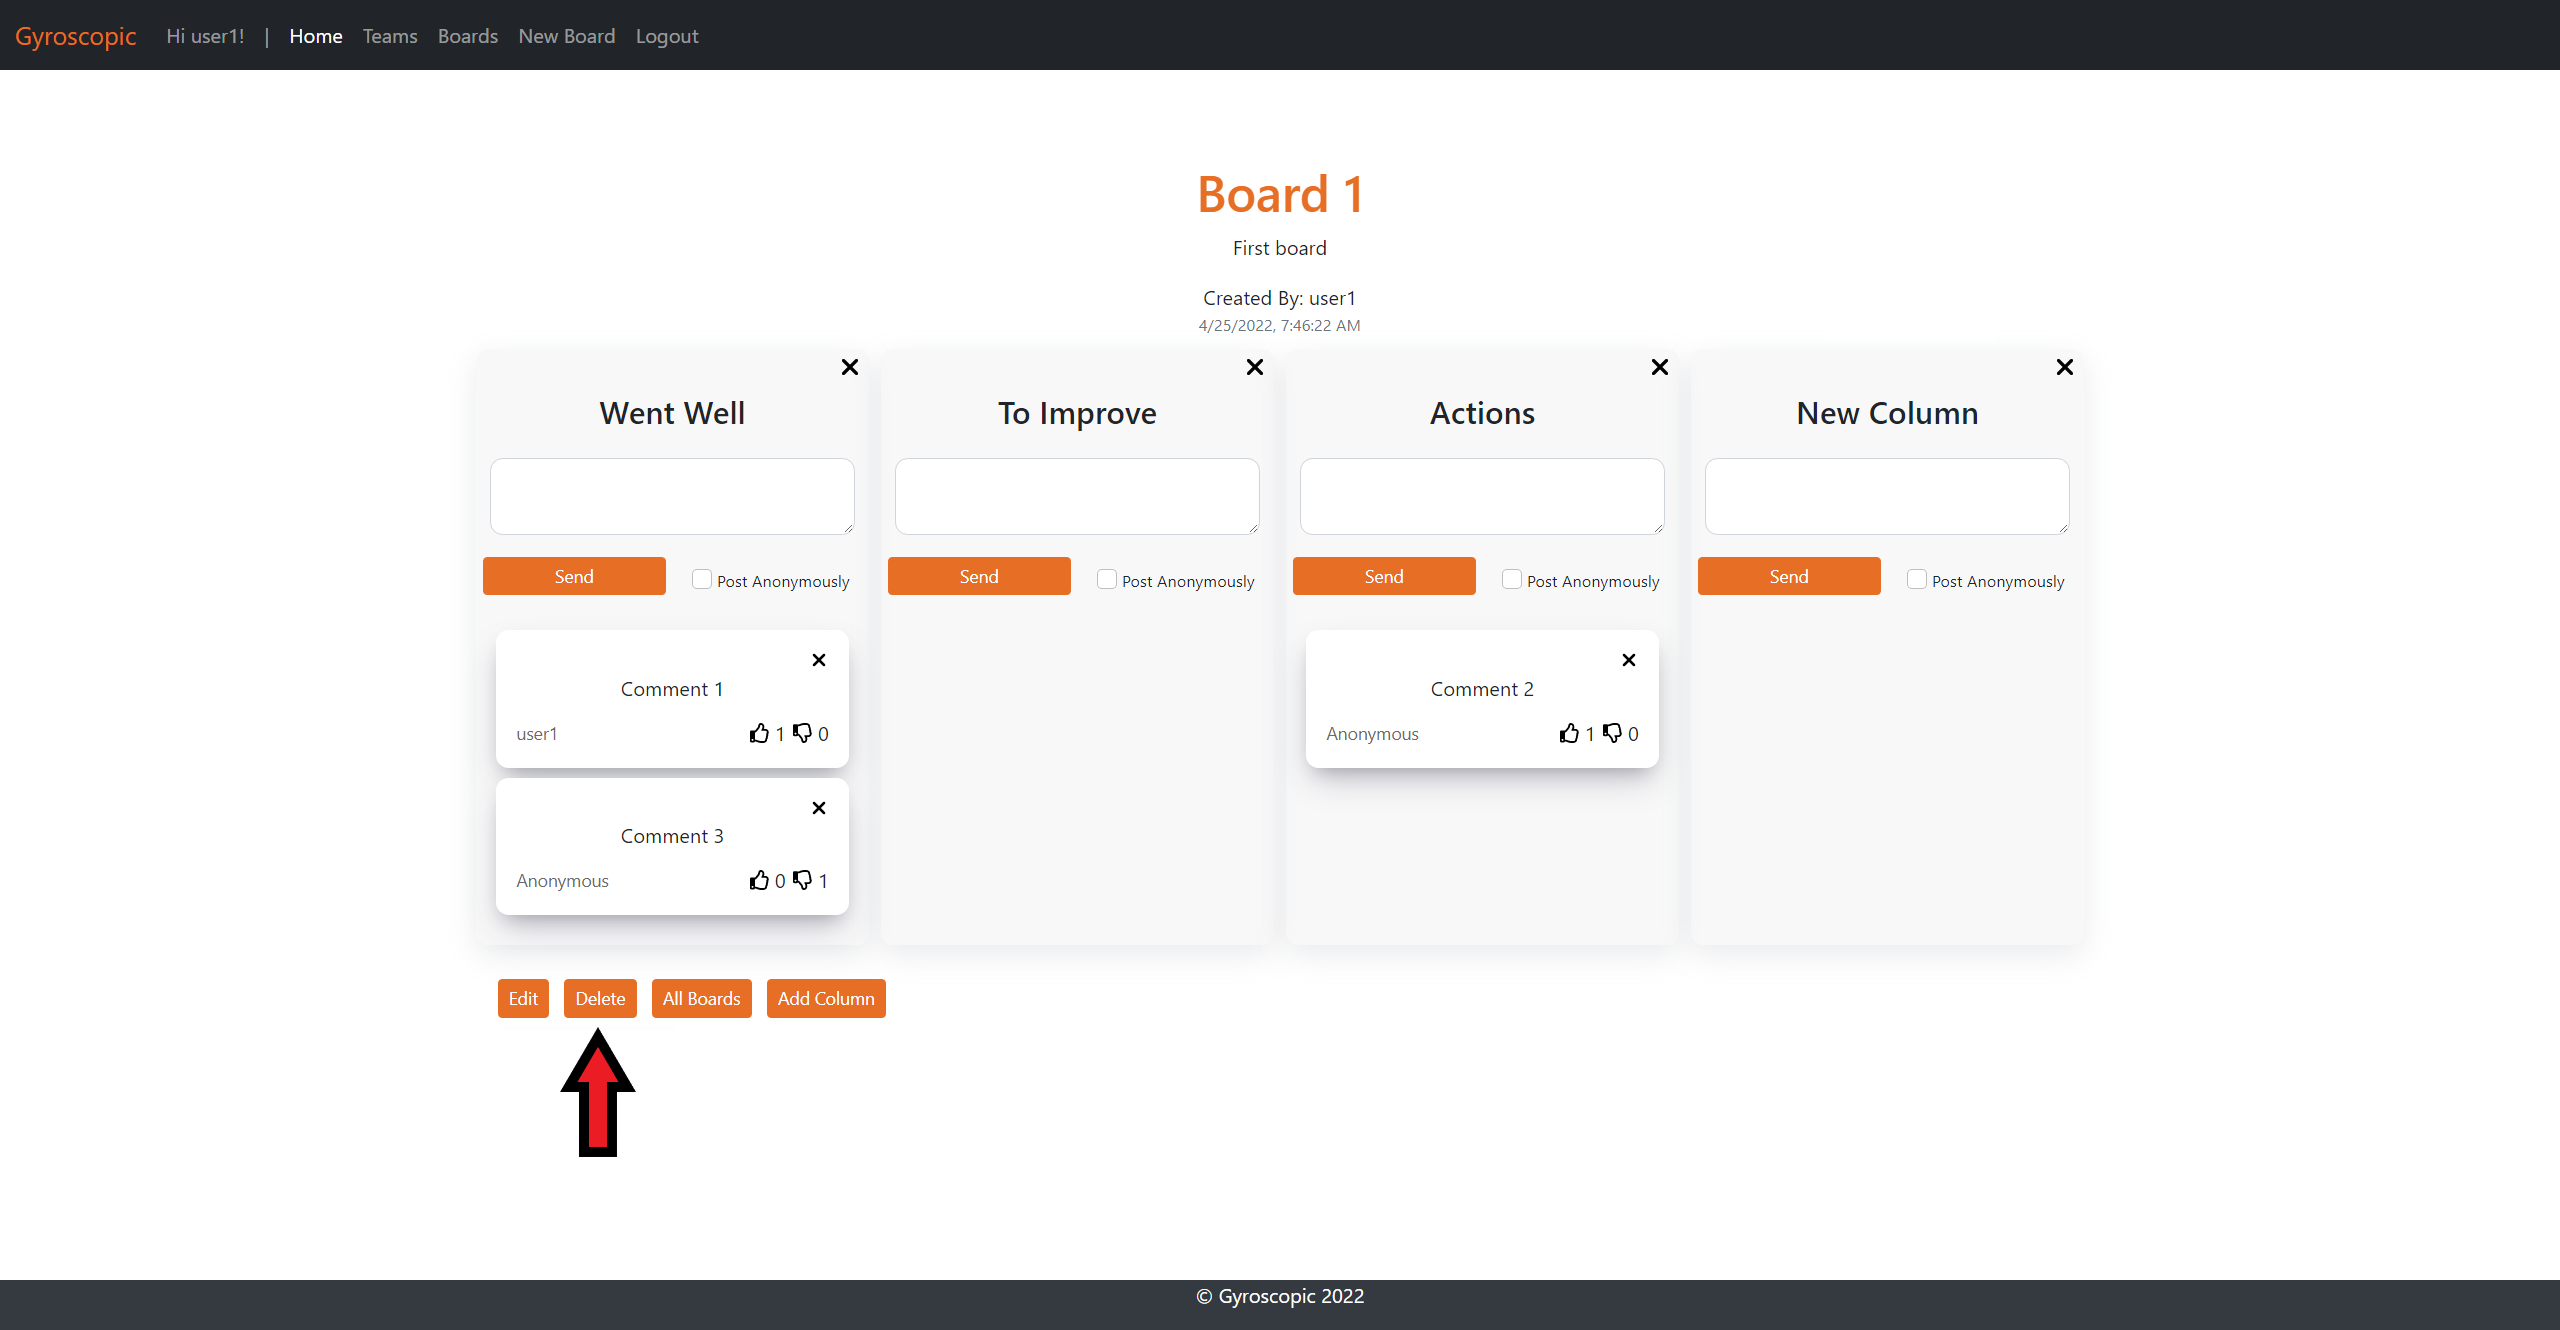 Gyroscopic Hi user1! | Home Teams Boards New Board Logout
Board 1
First board
Created By: user1
4/25/2022, 7:46:22 AM
Went Well
Send Post Anonymously
Comment 1
user1 1 0
Comment 3
Anonymous 0 1
To Improve
Send Post Anonymously
Actions
Send Post Anonymously
Comment 2
Anonymous 1 0
New Column
Send Post Anonymously
Edit Delete All Boards Add Column
© Gyroscopic 2022